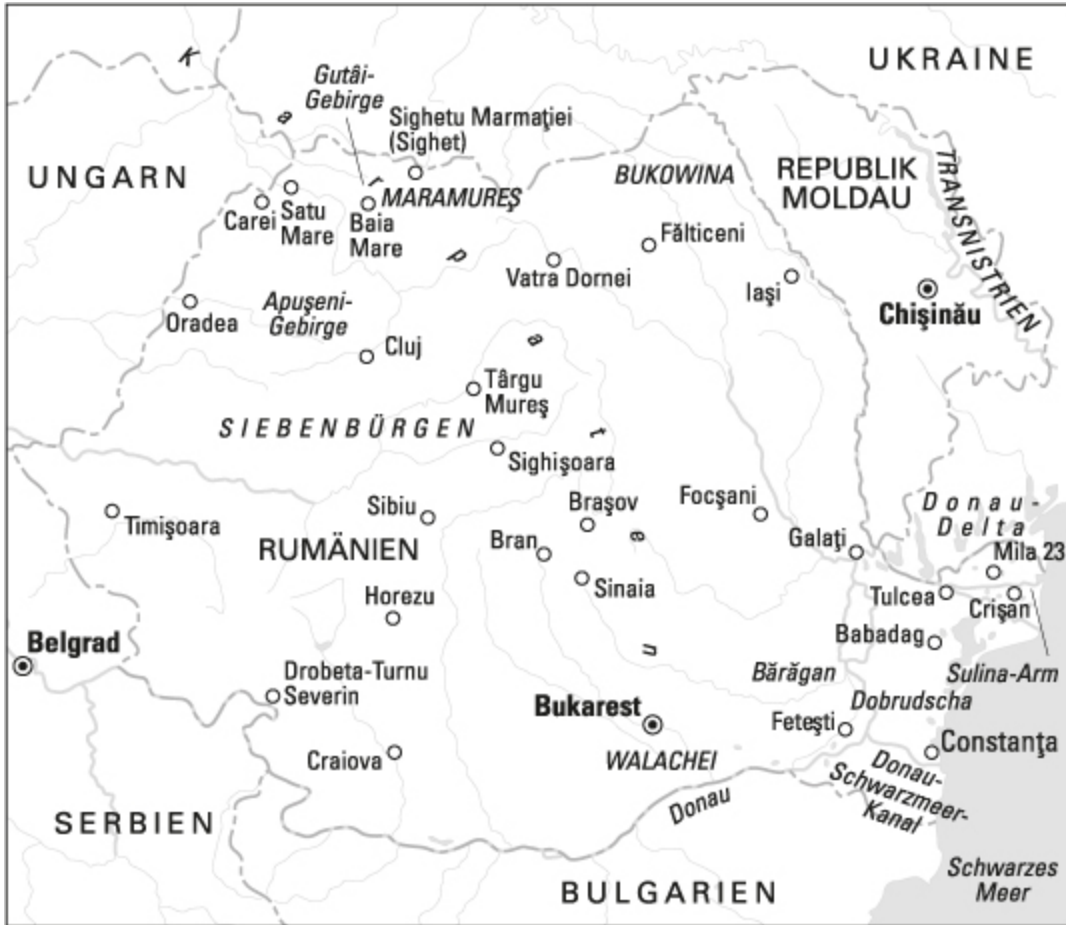 UKRAINE
Karpaten
Gutâi-
Gebirge
Sighetu Marmaţiei
(Sighet)
UNGARN
MARAMUREŞ
BUKOWINA
REPUBLIK
MOLDAU
TRANSNISTRIEN
Carei
Satu
Mare
Baia
Mare
Fălticeni
Vatra Dornei
Iaşi
Chişinău
Oradea
Apuşeni-
Gebirge
Cluj
Târgu
Mureş
SIEBENBÜRGEN
Sighişoara
Timişoara
Sibiu
Braşov
Focşani
Donau-
Delta
RUMÄNIEN
Bran
Galaţi
Mila 23
Sinaia
Horezu
Tulcea
Crişan
Belgrad
Babadag
Drobeta-Turnu
Severin
Bărăgan
Sulina-Arm
Dobrudscha
Bukarest
Feteşti
Constanţa
Craiova
WALACHEI
Donau
Donau-
Schwarzmeer-
Kanal
SERBIEN
BULGARIEN
Schwarzes
Meer